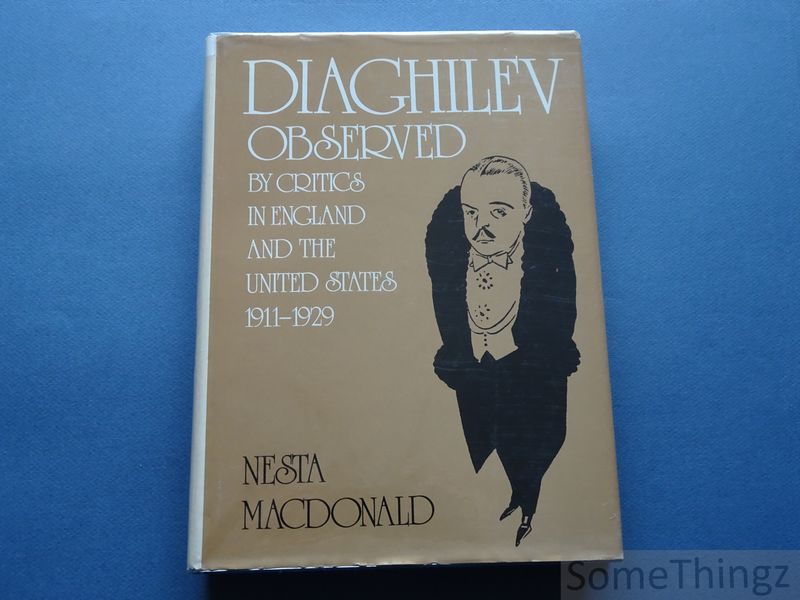 DIAGHILEV
OBSERVED
BY CRITICS
IN ENGLAND
AND THE
UNITED STATES
1911–1929
NESTA
MACDONALD
SomeThingz